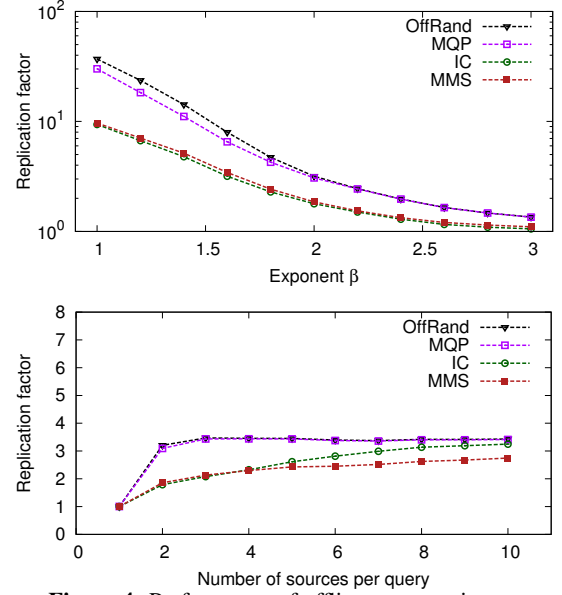 10^2
10^1
10^0
Replication factor
OffRand
MQP
IC
MMS
1 1.5 2 2.5 3
Exponent β
8
7
6
5
4
3
2
1
0
Replication factor
OffRand
MQP
IC
MMS
0 2 4 6 8 10
Number of sources per query